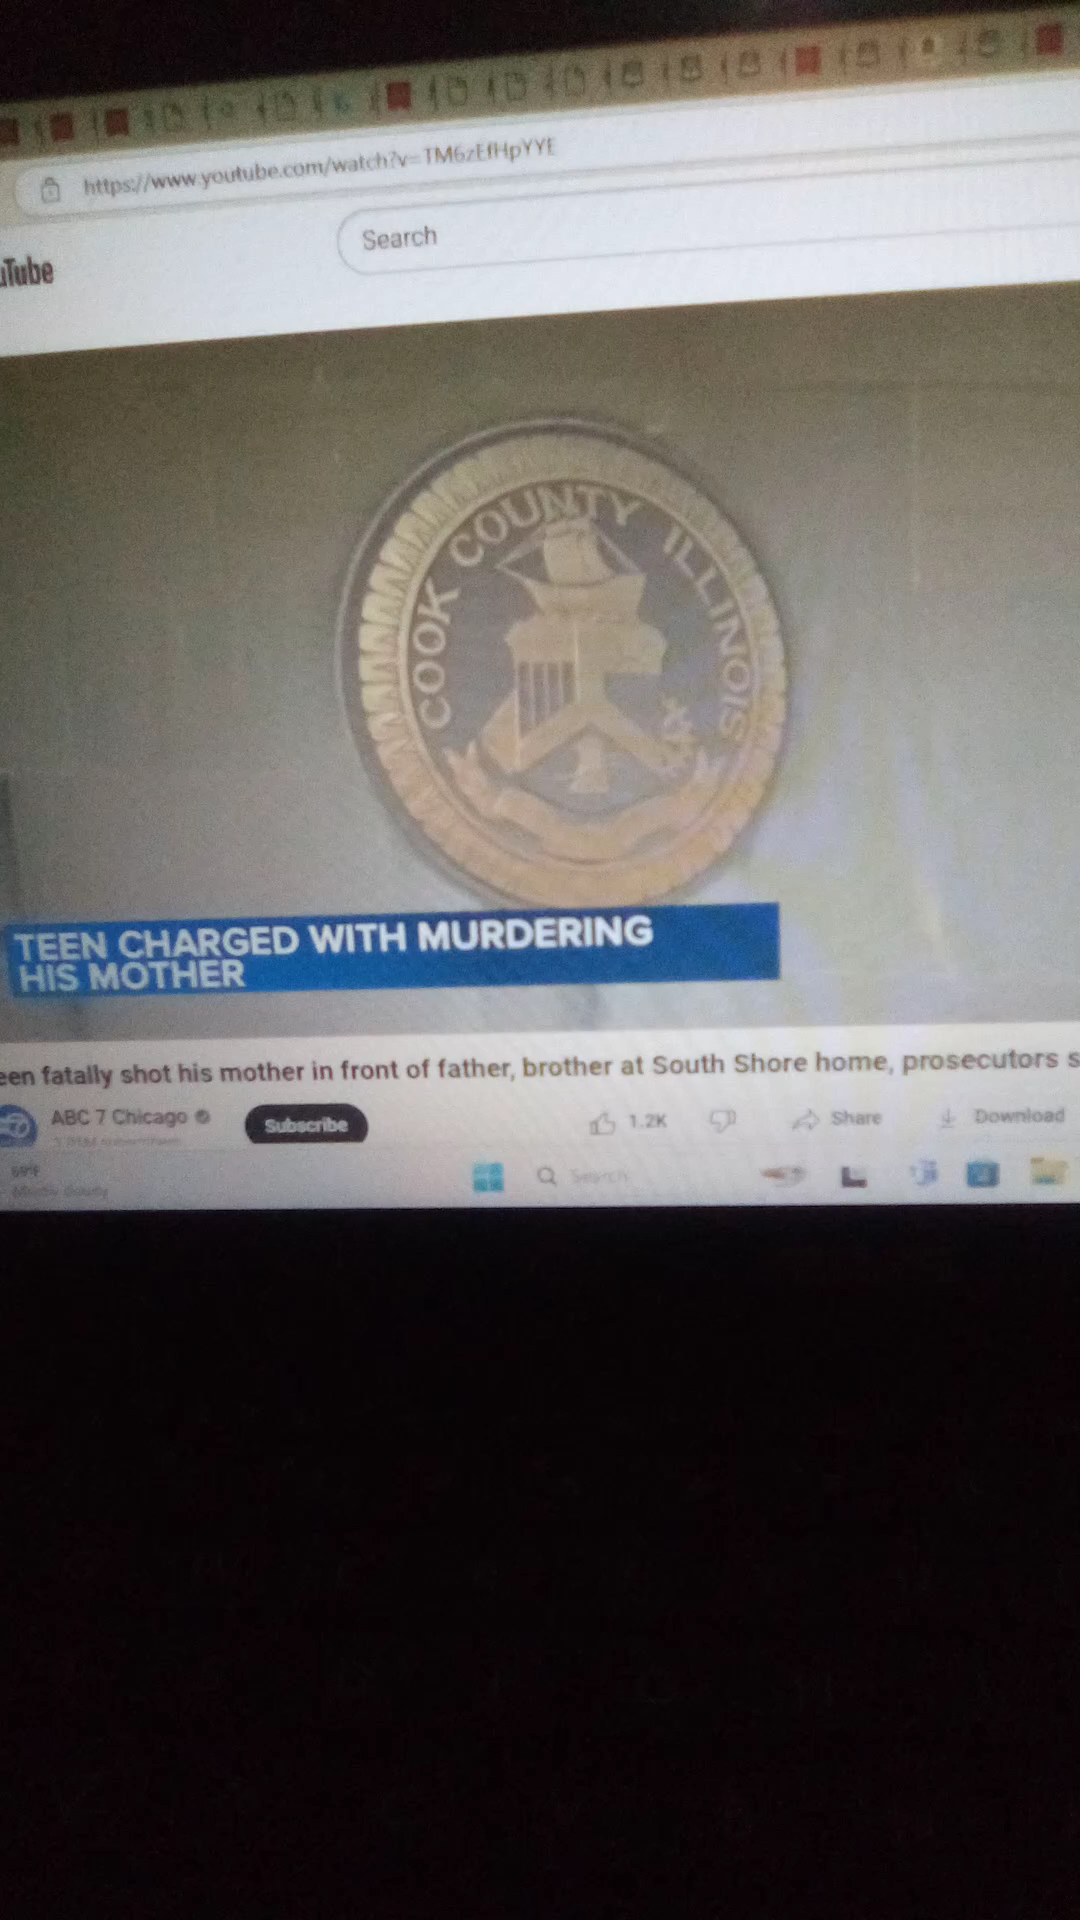 https://www.youtube.com/watch?v=TM6zEfHpYYE
uTube
Search
COOK COUNTY ILLINOIS
TEEN CHARGED WITH MURDERING
HIS MOTHER
een fatally shot his mother in front of father, brother at South Shore home, prosecutors s
ABC 7 Chicago
Subscribe
1.2K
Share
Download
Search